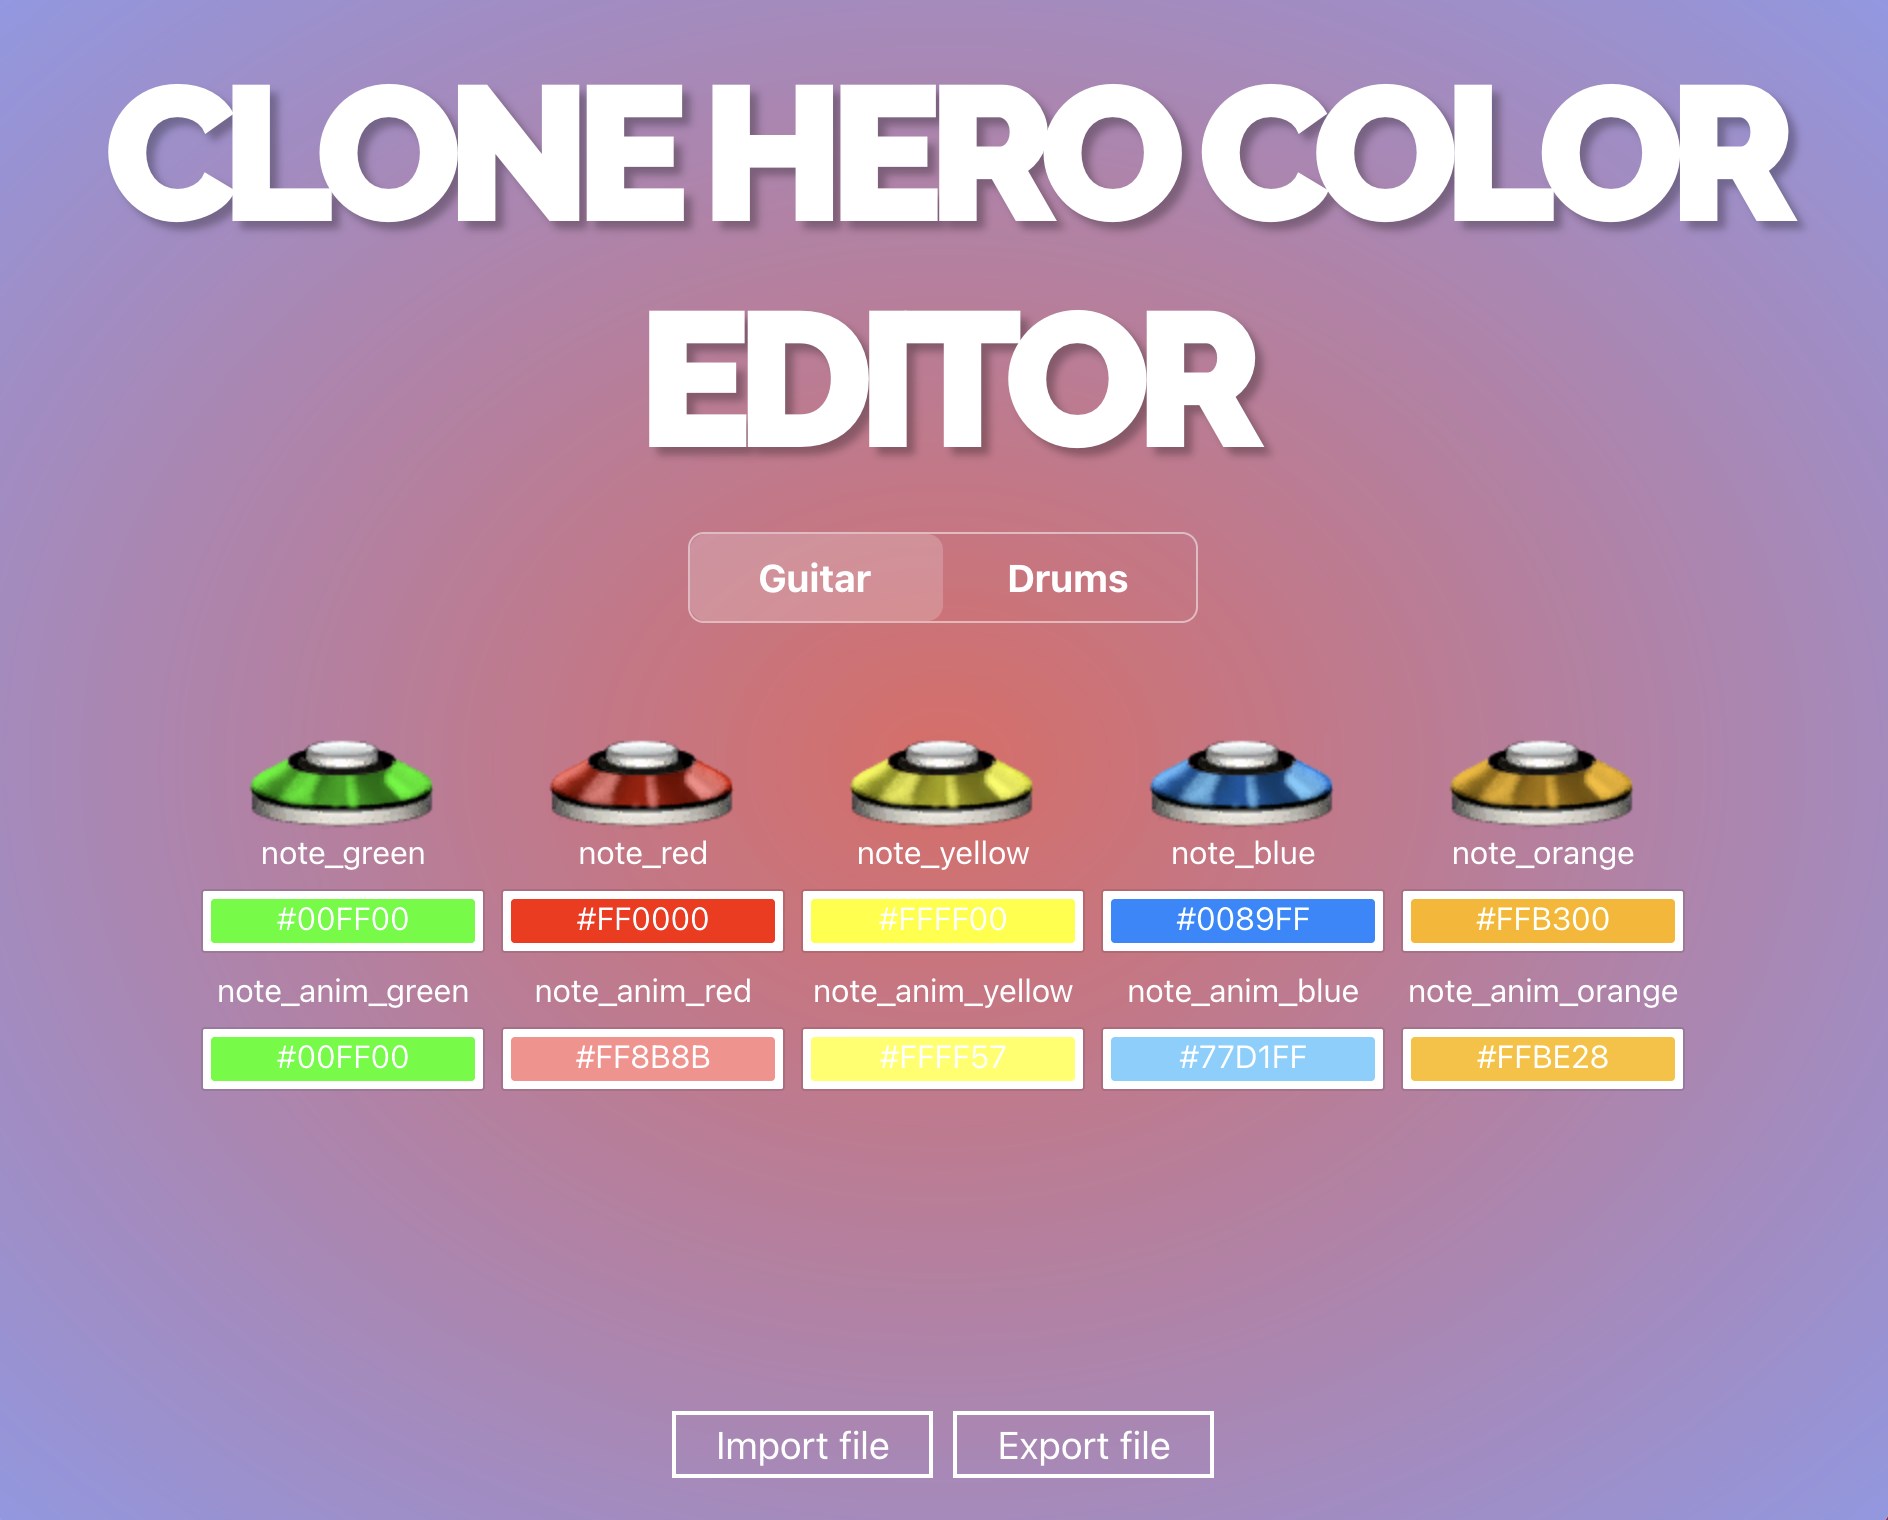 CLONE HERO COLOR
EDITOR
Guitar Drums
note_green note_red note_yellow note_blue note_orange
#00FF00 #FF0000 #FFFF00 #0089FF #FFB300
note_anim_green note_anim_red note_anim_yellow note_anim_blue note_anim_orange
#00FF00 #FF8B8B #FFFF57 #77D1FF #FFBE28
Import file Export file